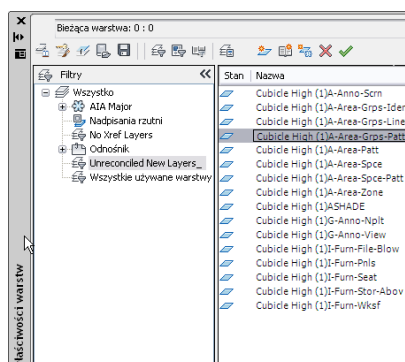 Bieżąca warstwa: 0 : 0
Filtry
Stan Nazwa
Wszystko
AIA Major
Nadpisania rzutni
No Xref Layers
Odnośnik
Unreconciled New Layers_
Wszystkie używane warstwy
Cubicle High (1)A-Anno-Scrn
Cubicle High (1)A-Area-Grps-Iden
Cubicle High (1)A-Area-Grps-Line
Cubicle High (1)A-Area-Grps-Patt
Cubicle High (1)A-Area-Patt
Cubicle High (1)A-Area-Spce
Cubicle High (1)A-Area-Spce-Patt
Cubicle High (1)A-Area-Zone
Cubicle High (1)ASHADE
Cubicle High (1)G-Anno-Nplt
Cubicle High (1)G-Anno-View
Cubicle High (1)I-Furn-File-Blow
Cubicle High (1)I-Furn-Pnls
Cubicle High (1)I-Furn-Seat
Cubicle High (1)I-Furn-Stor-Abov
Cubicle High (1)I-Furn-Wksf
łaściwości warstw